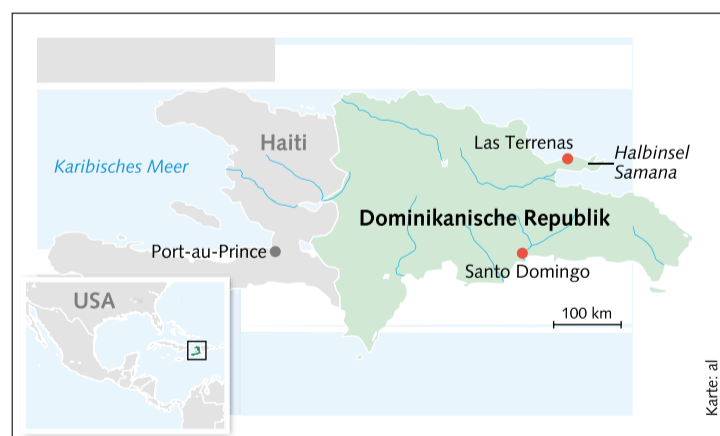 Haiti
Las Terrenas
Halbinsel
Samana
Karibisches Meer
Dominikanische Republik
Port-au-Prince
Santo Domingo
USA
100 km
Karte: al